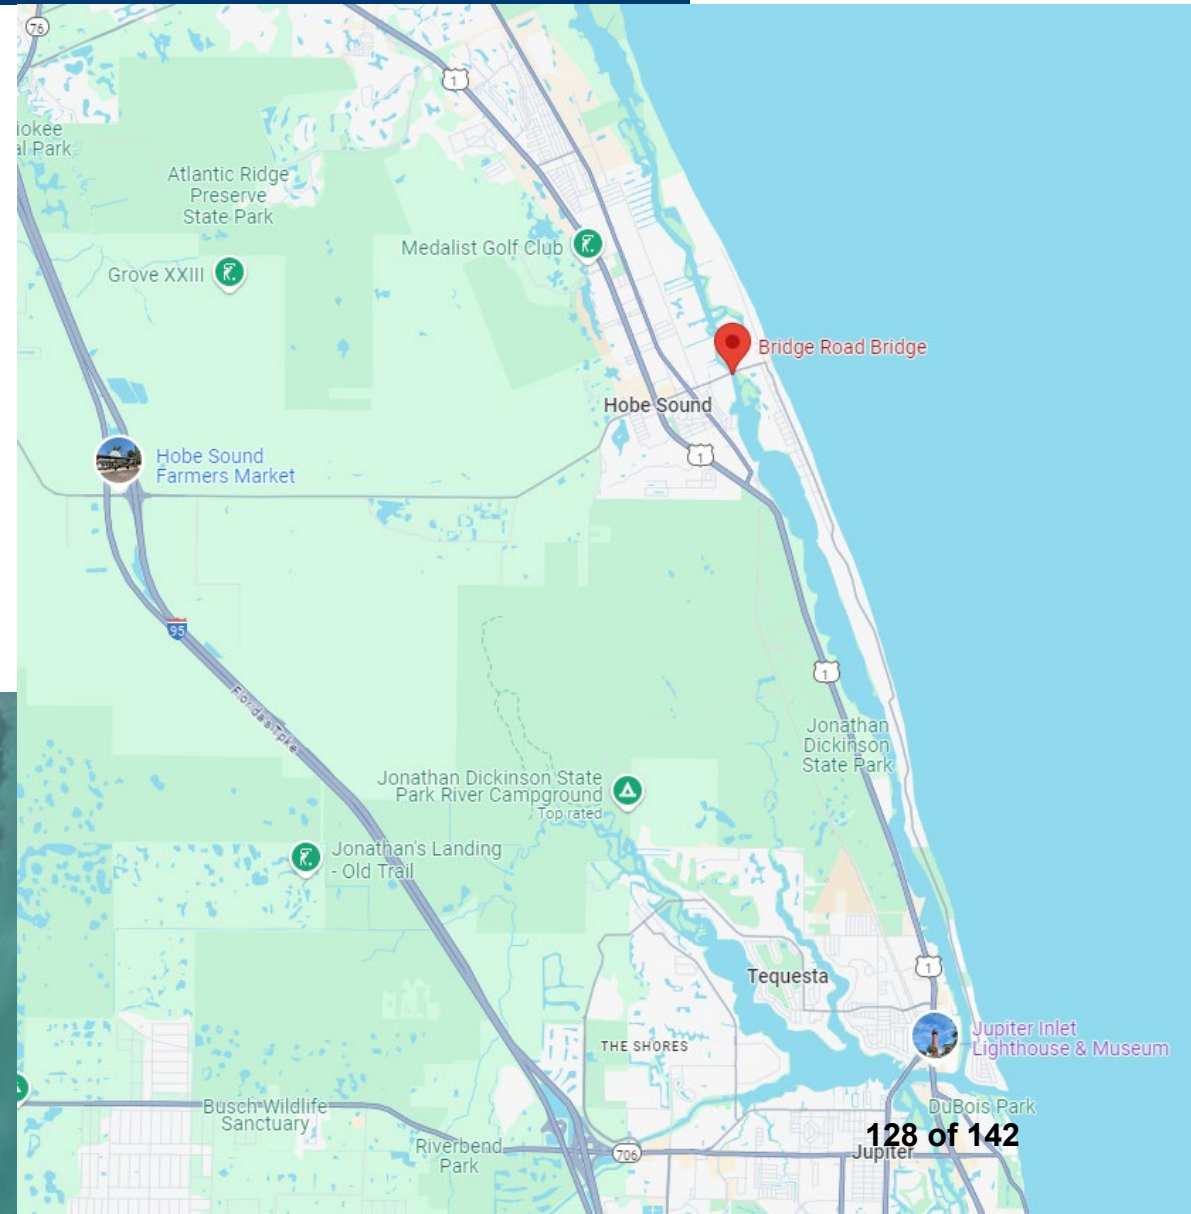 76
1
iokee
al Park
Atlantic Ridge
Preserve
State Park
Medalist Golf Club
Grove XXIII
Bridge Road Bridge
Hobe Sound
1
Hobe Sound
Farmers Market
95
Florida's Tpke
1
Jonathan
Dickinson
State Park
Jonathan Dickinson State
Park River Campground
Top rated
Jonathan's Landing
- Old Trail
1
Tequesta
Jupiter Inlet
Lighthouse & Museum
THE SHORES
Busch Wildlife
Sanctuary
DuBois Park
128 of 142
Riverbend
Park
706
Jupiter